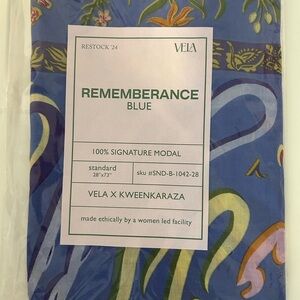 RESTOCK '24 VELA
REMEMBERANCE
BLUE
100% SIGNATURE MODAL
standard
28"x73"
sku #SND-B-1042-28
VELA X KWEENKARAZA
made ethically by a women led facility